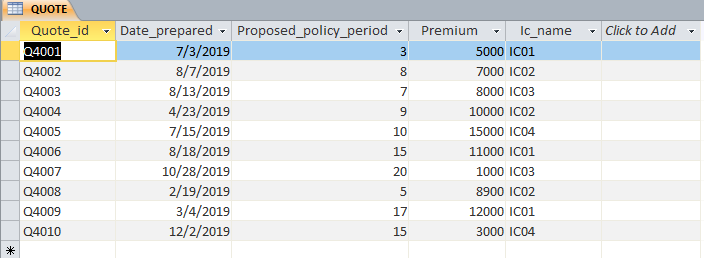 QUOTE
Quote_id Date_prepared Proposed_policy_period Premium Ic_name Click to Add
Q4001 7/3/2019 3 5000 IC01
Q4002 8/7/2019 8 7000 IC02
Q4003 8/13/2019 7 8000 IC03
Q4004 4/23/2019 9 10000 IC02
Q4005 7/15/2019 10 15000 IC04
Q4006 8/18/2019 15 11000 IC01
Q4007 10/28/2019 20 1000 IC03
Q4008 2/19/2019 5 8900 IC02
Q4009 3/4/2019 17 12000 IC01
Q4010 12/2/2019 15 3000 IC04